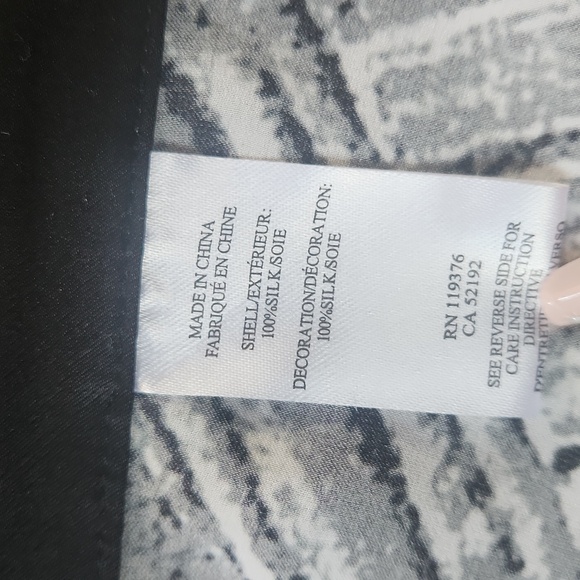 MADE IN CHINA
FABRIQUÉ EN CHINE
SHELL/EXTÉRIEUR:
100%SILK/SOIE
DECORATION/DÉCORATION:
100%SILK/SOIE
RN 119376
CA 52192
SEE REVERSE SIDE FOR
CARE INSTRUCTION
DIRECTIVE
VERSO